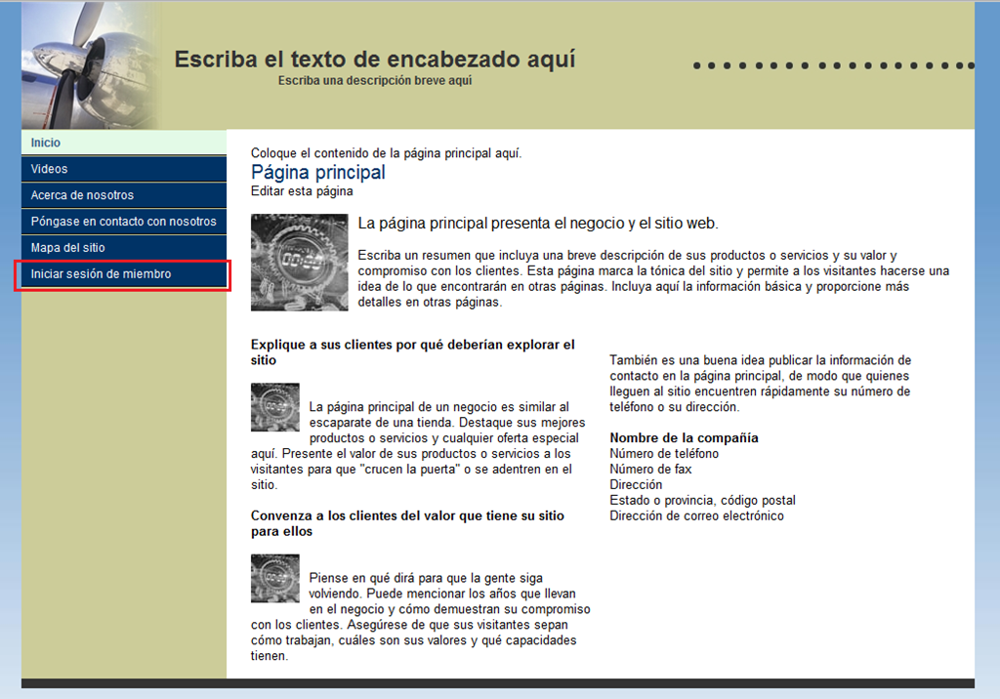 Escriba el texto de encabezado aquí
Escriba una descripción breve aquí
Inicio
Videos
Acerca de nosotros
Póngase en contacto con nosotros
Mapa del sitio
Iniciar sesión de miembro
Coloque el contenido de la página principal aquí.
Página principal
Editar esta página
La página principal presenta el negocio y el sitio web.
Escriba un resumen que incluya una breve descripción de sus productos o servicios y su valor y
compromiso con los clientes. Esta página marca la tónica del sitio y permite a los visitantes hacerse una
idea de lo que encontrarán en otras páginas. Incluya aquí la información básica y proporcione más
detalles en otras páginas.
Explique a sus clientes por qué deberían explorar el
sitio
La página principal de un negocio es similar al
escaparate de una tienda. Destaque sus mejores
productos o servicios y cualquier oferta especial
aquí. Presente el valor de sus productos o servicios a los
visitantes para que "crucen la puerta" o se adentren en el
sitio.
Convenza a los clientes del valor que tiene su sitio
para ellos
Piense en qué dirá para que la gente siga
volviendo. Puede mencionar los años que llevan
en el negocio y cómo demuestran su compromiso
con los clientes. Asegúrese de que sus visitantes sepan
cómo trabajan, cuáles son sus valores y qué capacidades
tienen.
También es una buena idea publicar la información de
contacto en la página principal, de modo que quienes
lleguen al sitio encuentren rápidamente su número de
teléfono o su dirección.
Nombre de la compañía
Número de teléfono
Número de fax
Dirección
Estado o provincia, código postal
Dirección de correo electrónico